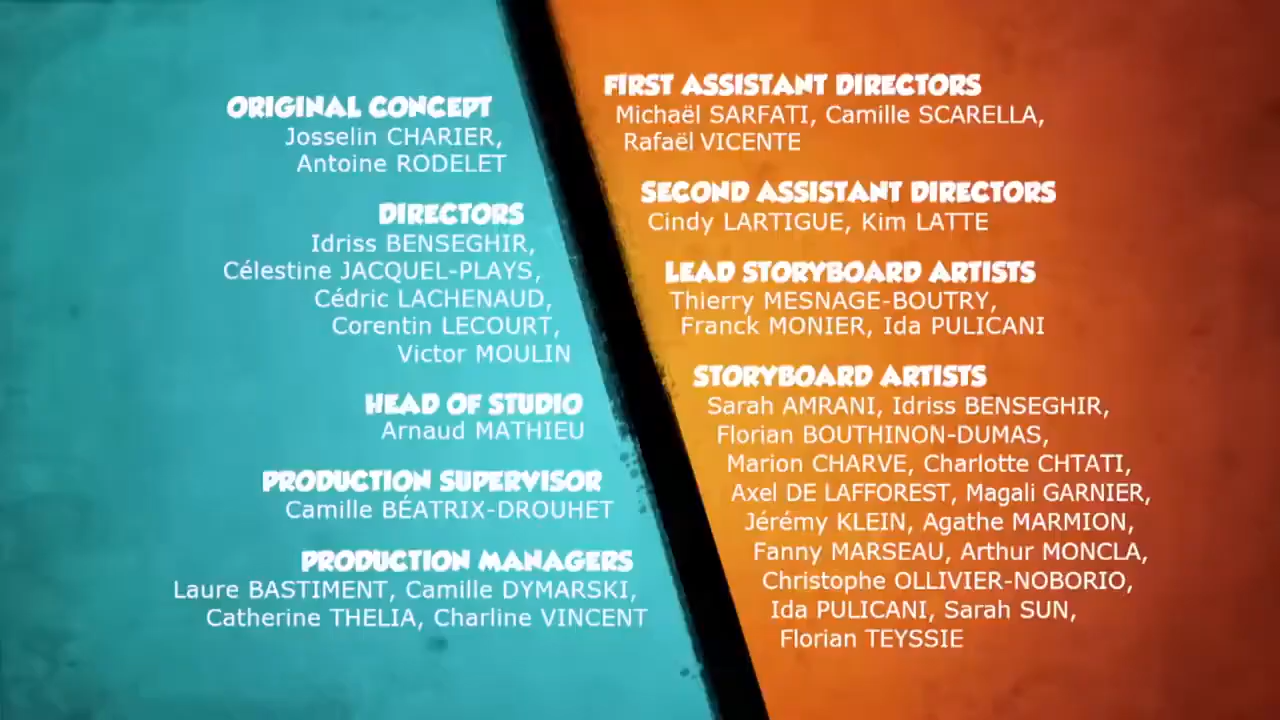 ORIGINAL CONCEPT
Josselin CHARIER,
Antoine RODELET
DIRECTORS
Idriss BENSEGHIR,
Célestine JACQUEL-PLAYS,
Cédric LACHENAUD,
Corentin LECOURT,
Victor MOULIN
HEAD OF STUDIO
Arnaud MATHIEU
PRODUCTION SUPERVISOR
Camille BÉATRIX-DROUHET
PRODUCTION MANAGERS
Laure BASTIMENT, Camille DYMARSKI,
Catherine THELIA, Charline VINCENT
FIRST ASSISTANT DIRECTORS
Michaël SARFATI, Camille SCARELLA,
Rafaël VICENTE
SECOND ASSISTANT DIRECTORS
Cindy LARTIGUE, Kim LATTE
LEAD STORYBOARD ARTISTS
Thierry MESNAGE-BOUTRY,
Franck MONIER, Ida PULICANI
STORYBOARD ARTISTS
Sarah AMRANI, Idriss BENSEGHIR,
Florian BOUTHINON-DUMAS,
Marion CHARVE, Charlotte CHTATI,
Axel DE LAFFOREST, Magali GARNIER,
Jérémy KLEIN, Agathe MARMION,
Fanny MARSEAU, Arthur MONCLA,
Christophe OLLIVIER-NOBORIO,
Ida PULICANI, Sarah SUN,
Florian TEYSSIE